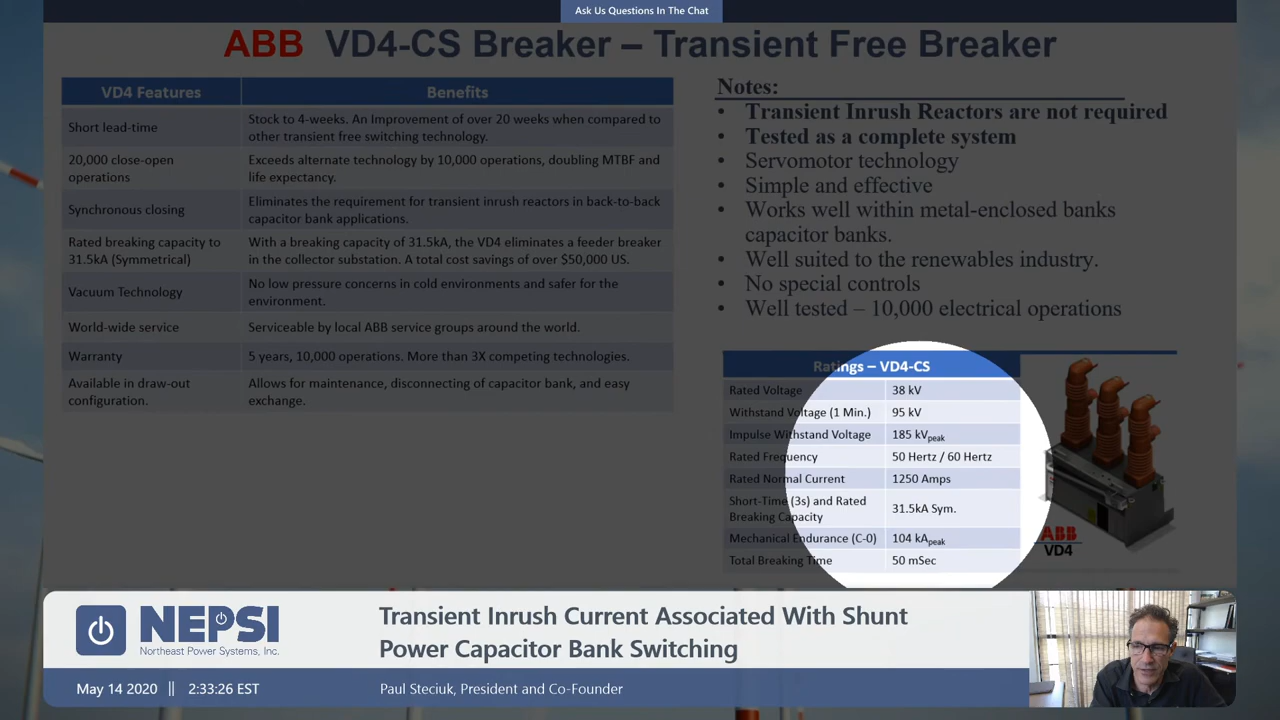 Ask Us Questions In The Chat
ABB VD4-CS Breaker – Transient Free Breaker
VD4 Features
Benefits
Short lead-time
Stock to 4-weeks. An Improvement of over 20 weeks when compared to
other transient free switching technology.
20,000 close-open
operations
Exceeds alternate technology by 10,000 operations, doubling MTBF and
life expectancy.
Synchronous closing
Eliminates the requirement for transient inrush reactors in back-to-back
capacitor bank applications.
Rated breaking capacity to
31.5kA (Symmetrical)
With a breaking capacity of 31.5kA, the VD4 eliminates a feeder breaker
in the collector substation. A total cost savings of over $50,000 US.
Vacuum Technology
No low pressure concerns in cold environments and safer for the
environment.
World-wide service
Serviceable by local ABB service groups around the world.
Warranty
5 years, 10,000 operations. More than 3X competing technologies.
Available in draw-out
configuration.
Allows for maintenance, disconnecting of capacitor bank, and easy
exchange.
Notes:
• Transient Inrush Reactors are not required
• Tested as a complete system
• Servomotor technology
• Simple and effective
• Works well within metal-enclosed banks
capacitor banks.
• Well suited to the renewables industry.
• No special controls
• Well tested – 10,000 electrical operations
Ratings – VD4-CS
Rated Voltage 38 kV
Withstand Voltage (1 Min.) 95 kV
Impulse Withstand Voltage 185 kVpeak
Rated Frequency 50 Hertz / 60 Hertz
Rated Normal Current 1250 Amps
Short-Time (3s) and Rated
Breaking Capacity
31.5kA Sym.
Mechanical Endurance (C-0) 104 kApeak
Total Breaking Time 50 mSec
ABB
VD4
NEPSI
Northeast Power Systems, Inc.
Transient Inrush Current Associated With Shunt
Power Capacitor Bank Switching
May 14 2020 || 2:33:26 EST
Paul Steciuk, President and Co-Founder